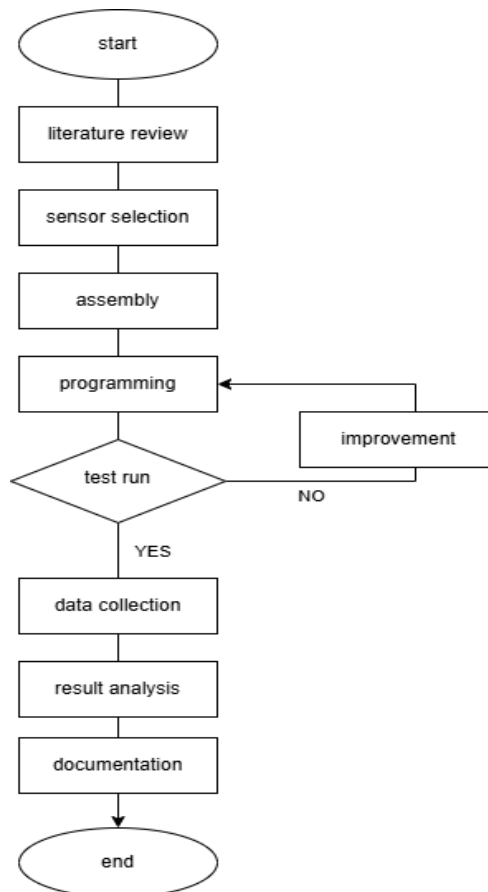 start
literature review
sensor selection
assembly
programming
improvement
test run
NO
YES
data collection
result analysis
documentation
end